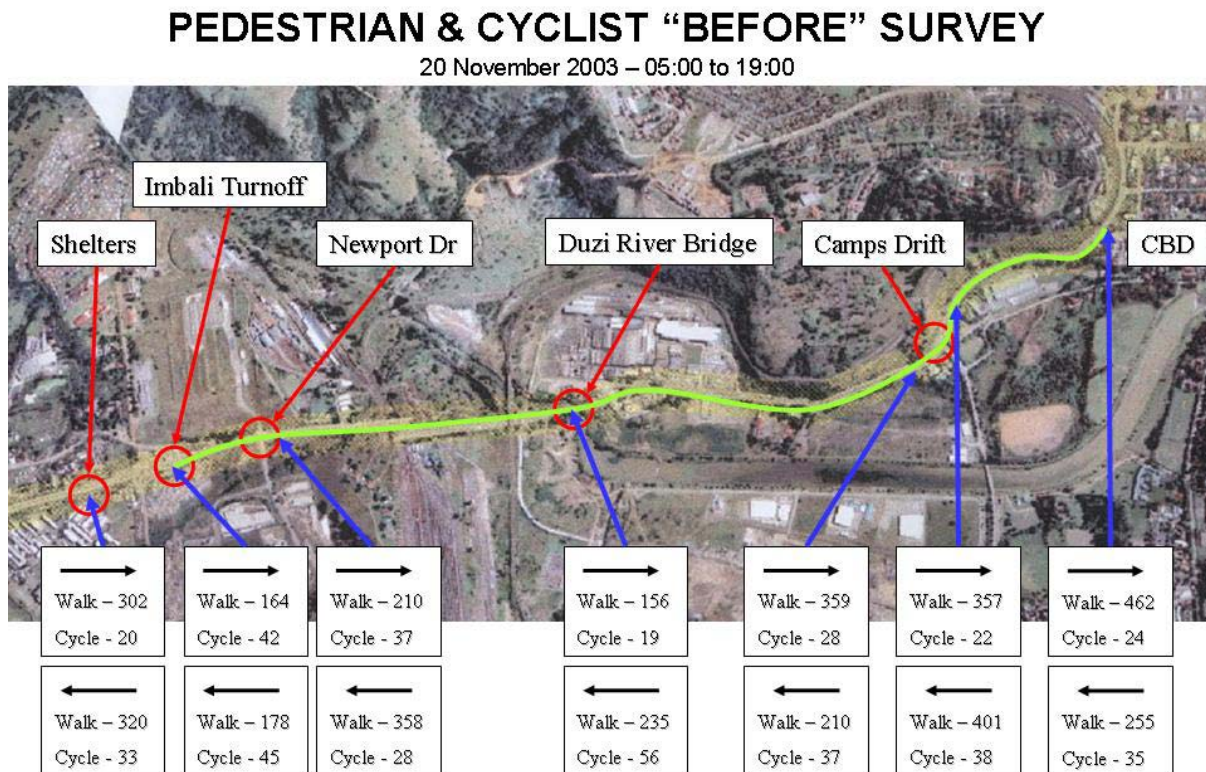 PEDESTRIAN & CYCLIST “BEFORE” SURVEY
20 November 2003 – 05:00 to 19:00
Imbali Turnoff
Shelters
Newport Dr
Duzi River Bridge
Camps Drift
CBD
Walk – 302
Cycle - 20
Walk – 164
Cycle - 42
Walk – 210
Cycle - 37
Walk – 156
Cycle - 19
Walk – 359
Cycle - 28
Walk – 357
Cycle - 22
Walk – 462
Cycle - 24
Walk – 320
Cycle - 33
Walk – 178
Cycle - 45
Walk – 358
Cycle - 28
Walk – 235
Cycle - 56
Walk – 210
Cycle - 37
Walk – 401
Cycle - 38
Walk – 255
Cycle - 35